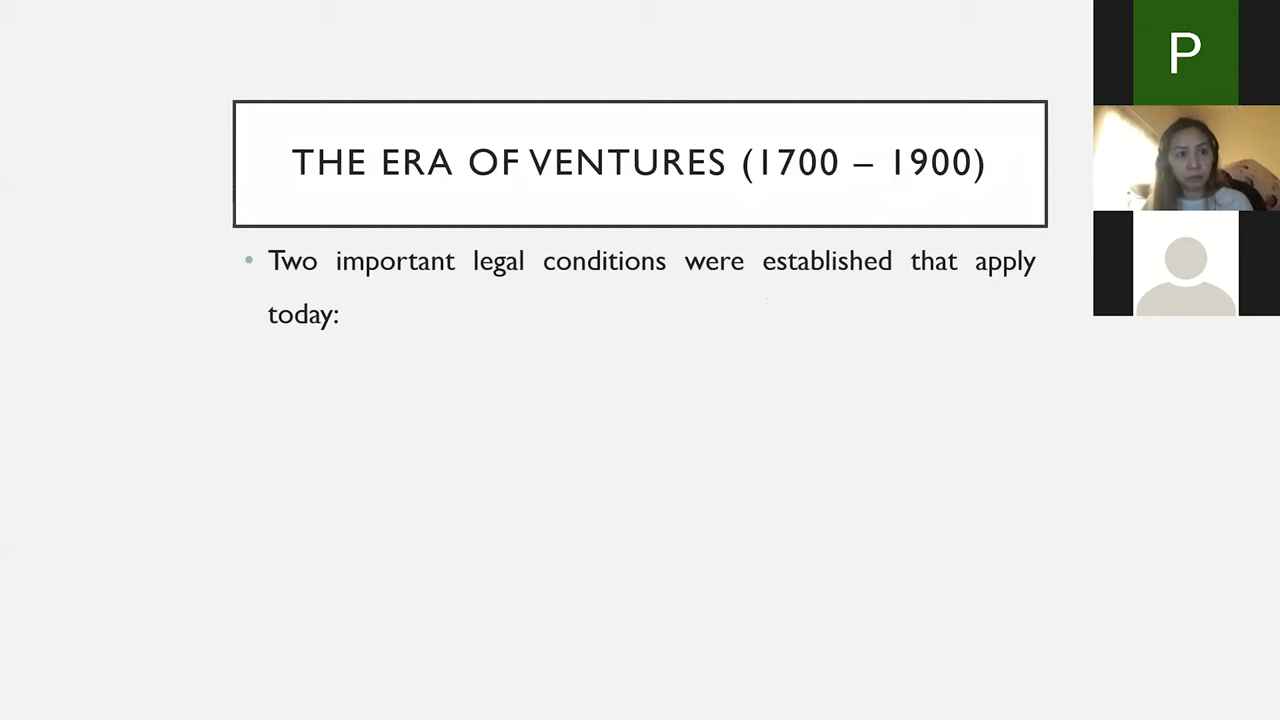 THE ERA OF VENTURES (1700 – 1900)
• Two important legal conditions were established that apply
today:
P